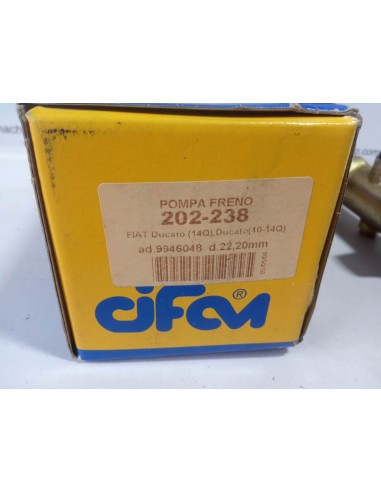 POMPA FRENO
202-238
FIAT Ducato (14Q),Ducato(10-14Q)
ad.9946048 d.22,20mm
CIFAM ®